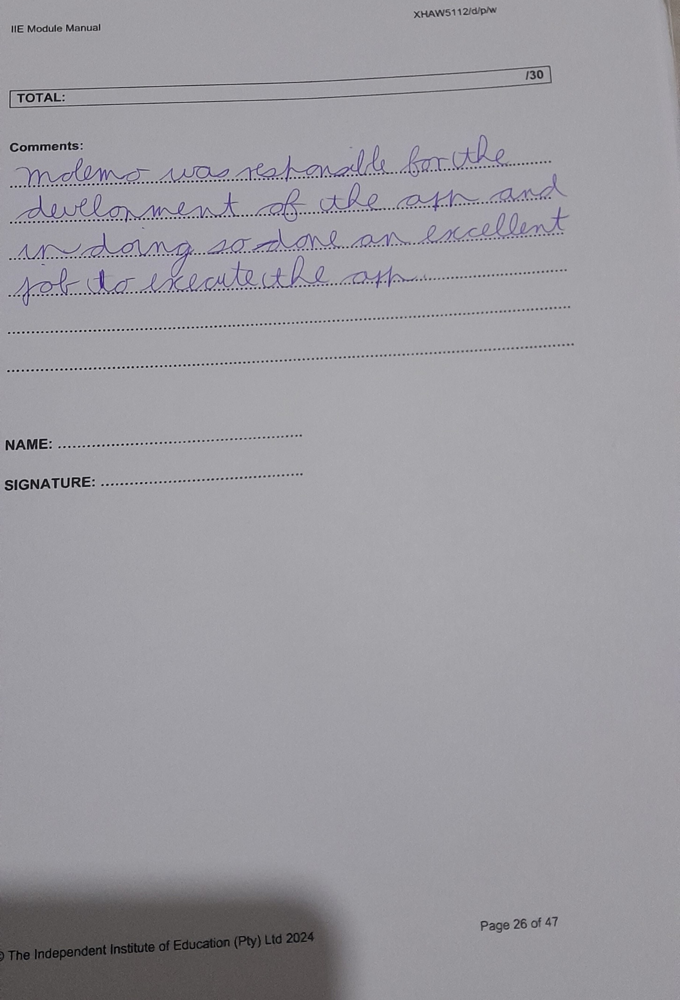 XHAW5112/d/p/w
IIE Module Manual
TOTAL: /30
Comments:
molemo was responsible for the
development of the app and
in doing so done an excellent
job to execute the app
NAME:
SIGNATURE:
Page 26 of 47
© The Independent Institute of Education (Pty) Ltd 2024